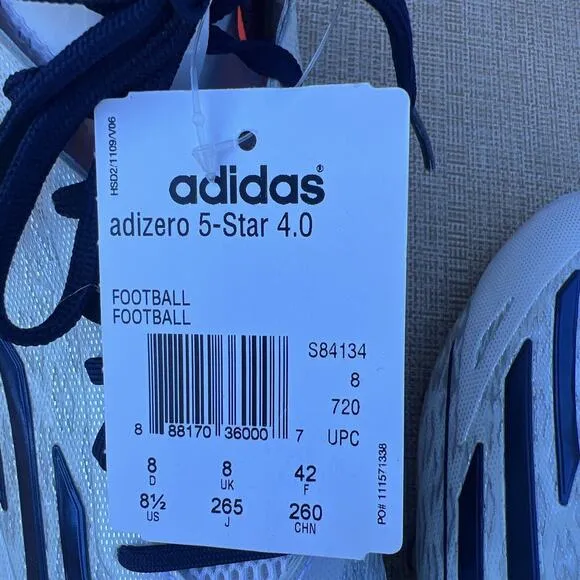 HSD2/1109/V06
adidas®
adizero 5-Star 4.0
FOOTBALL
FOOTBALL
S84134
8
720
UPC
8 88170 36000 7
8 8 42
D UK F
8½ 265 260
US J CHN
PO# 111571338